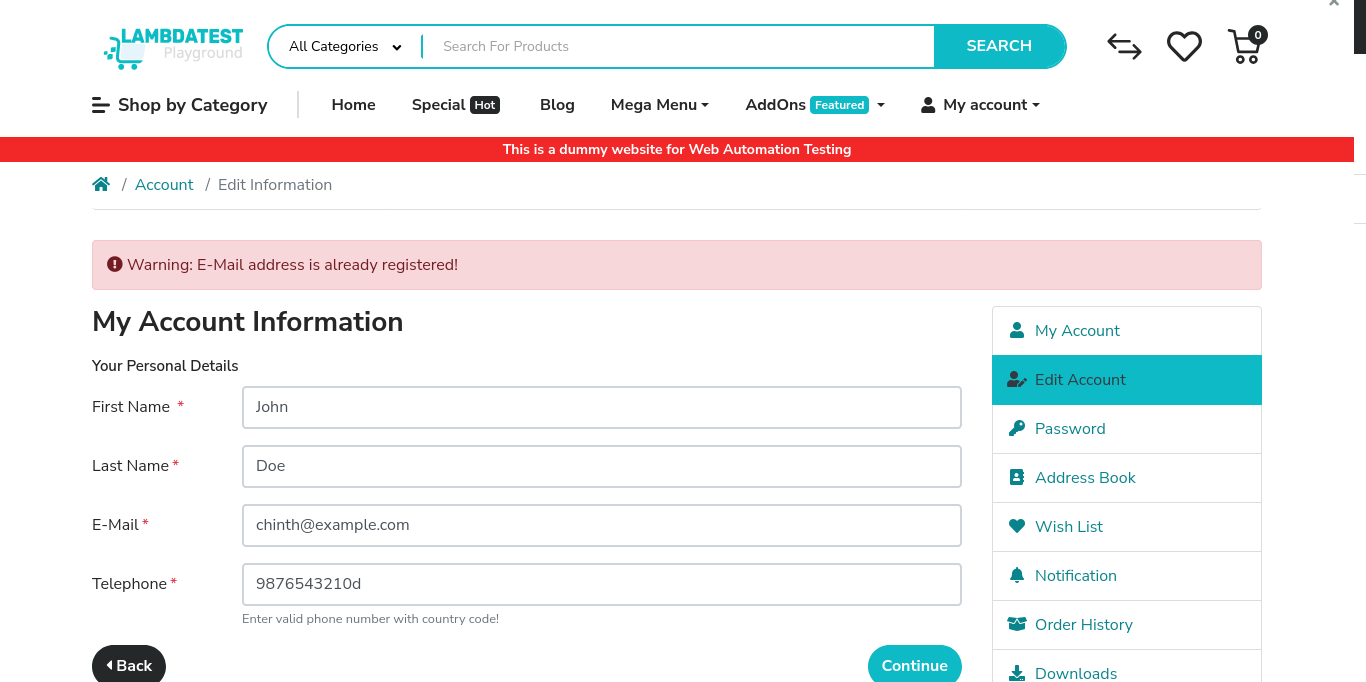 LAMBDATEST
Playground
All Categories
Search For Products
SEARCH
0
Shop by Category
Home
Special Hot
Blog
Mega Menu
AddOns Featured
My account
This is a dummy website for Web Automation Testing
/ Account / Edit Information
Warning: E-Mail address is already registered!
My Account Information
Your Personal Details
First Name *
John
Last Name *
Doe
E-Mail *
chinth@example.com
Telephone *
9876543210d
Enter valid phone number with country code!
Back
Continue
My Account
Edit Account
Password
Address Book
Wish List
Notification
Order History
Downloads